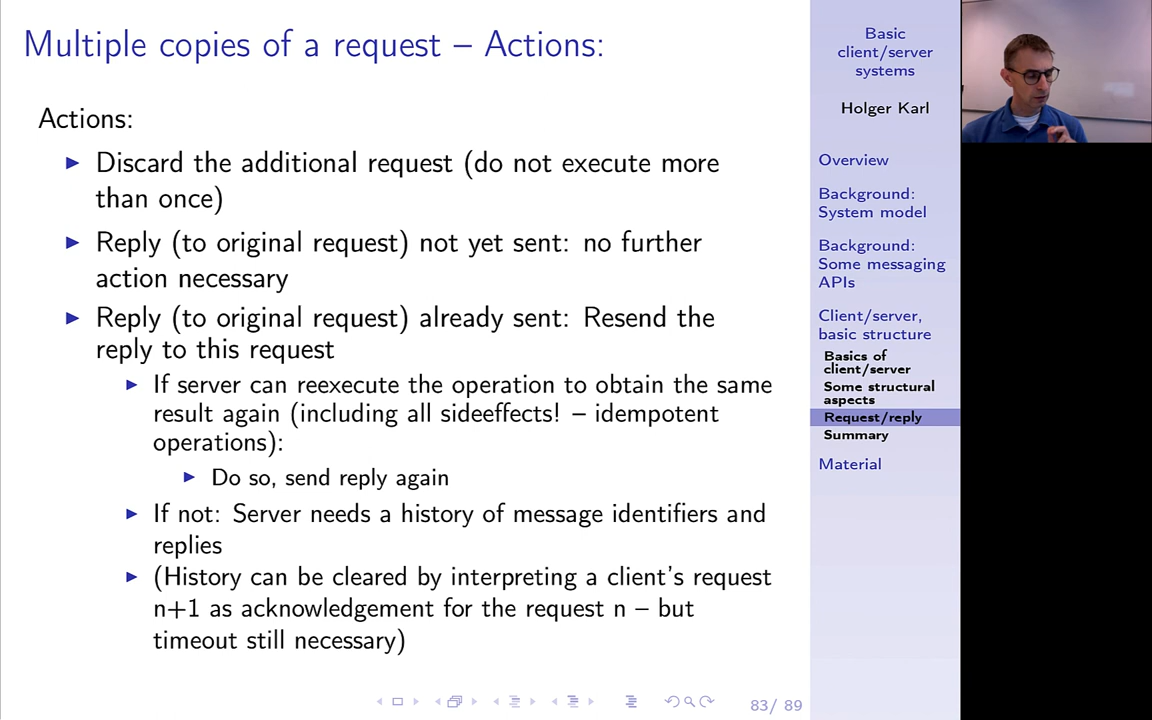 Multiple copies of a request – Actions:
Actions:
Discard the additional request (do not execute more
than once)
Reply (to original request) not yet sent: no further
action necessary
Reply (to original request) already sent: Resend the
reply to this request
If server can reexecute the operation to obtain the same
result again (including all sideeffects! – idempotent
operations):
Do so, send reply again
If not: Server needs a history of message identifiers and
replies
(History can be cleared by interpreting a client's request
n+1 as acknowledgement for the request n – but
timeout still necessary)
83/ 89
Basic
client/server
systems
Holger Karl
Overview
Background:
System model
Background:
Some messaging
APIs
Client/server,
basic structure
Basics of
client/server
Some structural
aspects
Request/reply
Summary
Material